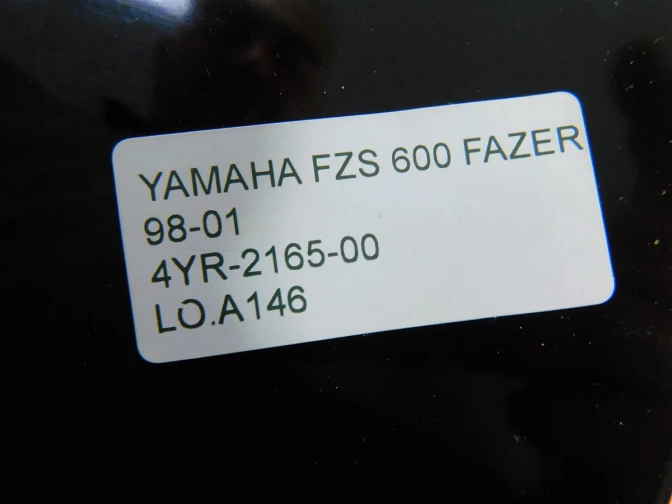 YAMAHA FZS 600 FAZER
98-01
4YR-2165-00
LO.A146